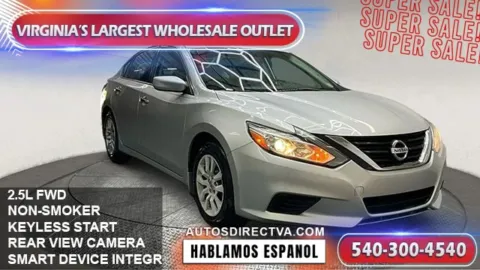 VIRGINIA'S LARGEST WHOLESALE OUTLET
SUPER SALE
SUPER SALE
SUPER SALE
2.5L FWD
NON-SMOKER
KEYLESS START
REAR VIEW CAMERA
SMART DEVICE INTEGR
NISSAN
AUTOSDIRECTVA.COM
HABLAMOS ESPANOL
540-300-4540